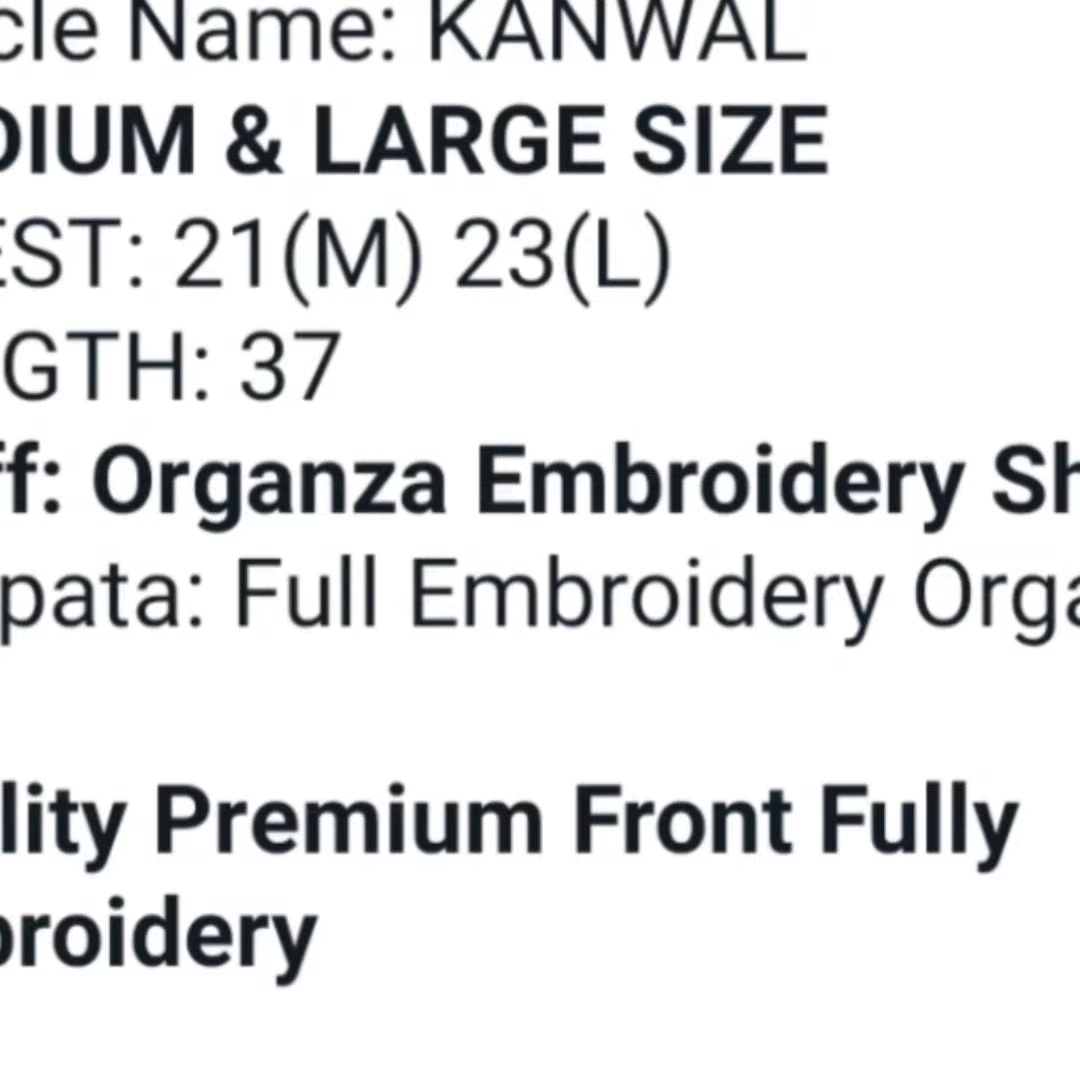 cle Name: KANWAL
DIUM & LARGE SIZE
EST: 21(M) 23(L)
GTH: 37
ff: Organza Embroidery Sh
pata: Full Embroidery Orga
lity Premium Front Fully
broidery